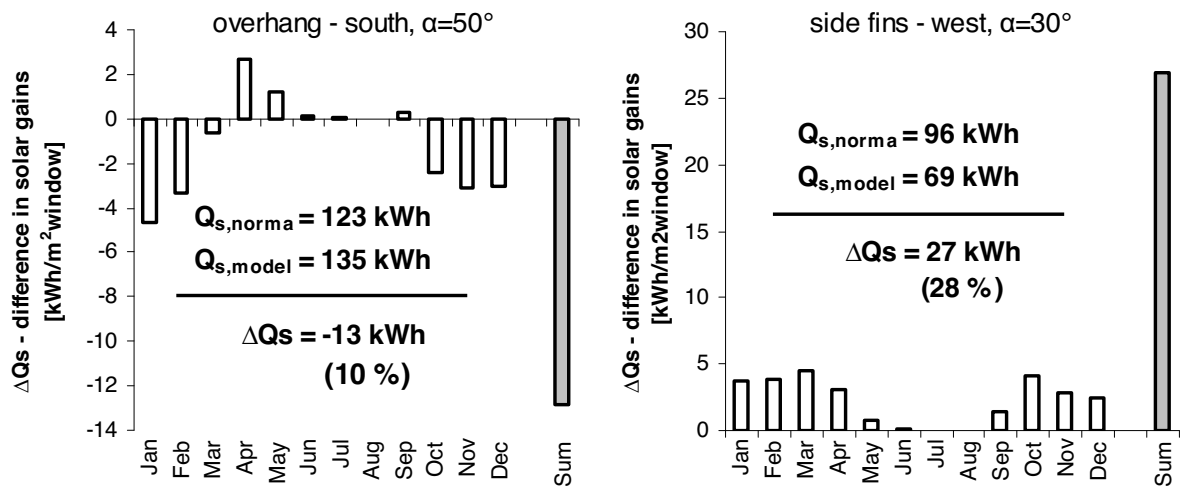 overhang - south, α=50°
ΔQs - difference in solar gains
[kWh/m²window]
4
2
0
-2
-4
-6
-8
-10
-12
-14
Qs,norma = 123 kWh
Qs,model = 135 kWh
ΔQs = -13 kWh
(10 %)
Jan
Feb
Mar
Apr
May
Jun
Jul
Aug
Sep
Oct
Nov
Dec
Sum
side fins - west, α=30°
ΔQs - difference in solar gains
[kWh/m2window]
30
25
20
15
10
5
0
Qs,norma = 96 kWh
Qs,model = 69 kWh
ΔQs = 27 kWh
(28 %)
Jan
Feb
Mar
Apr
May
Jun
Jul
Aug
Sep
Oct
Nov
Dec
Sum